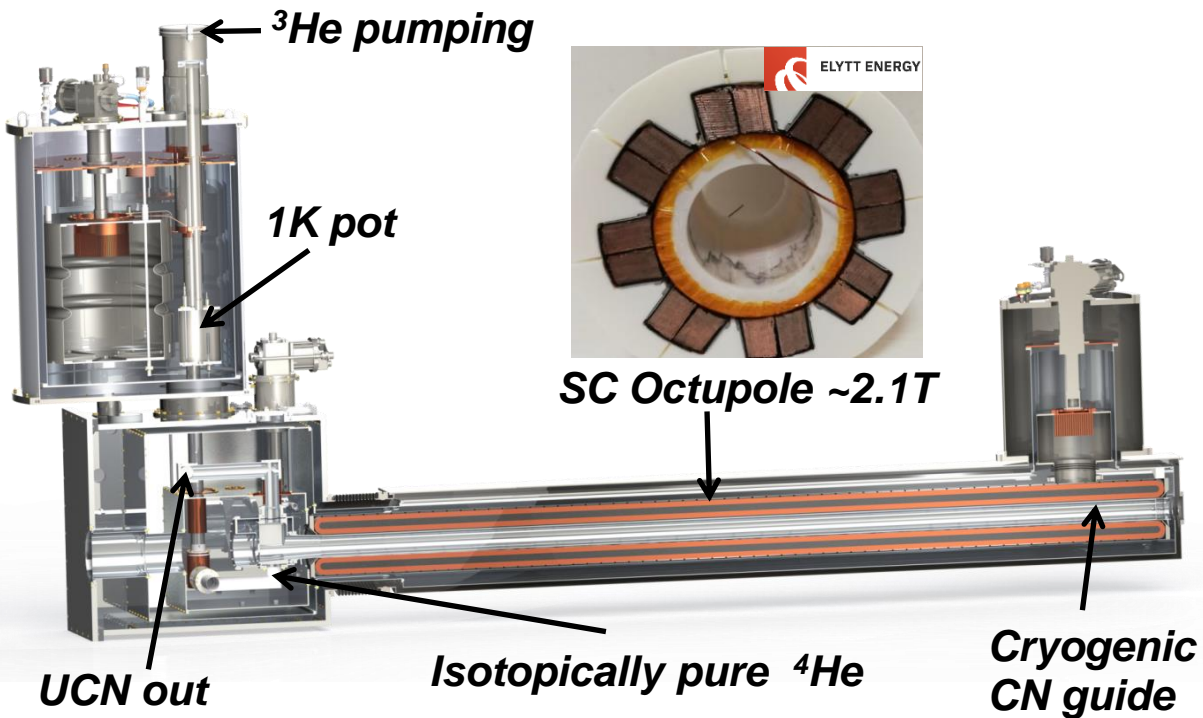 ³He pumping
ELYTT ENERGY
1K pot
SC Octupole ~2.1T
UCN out
Isotopically pure ⁴He
Cryogenic
CN guide